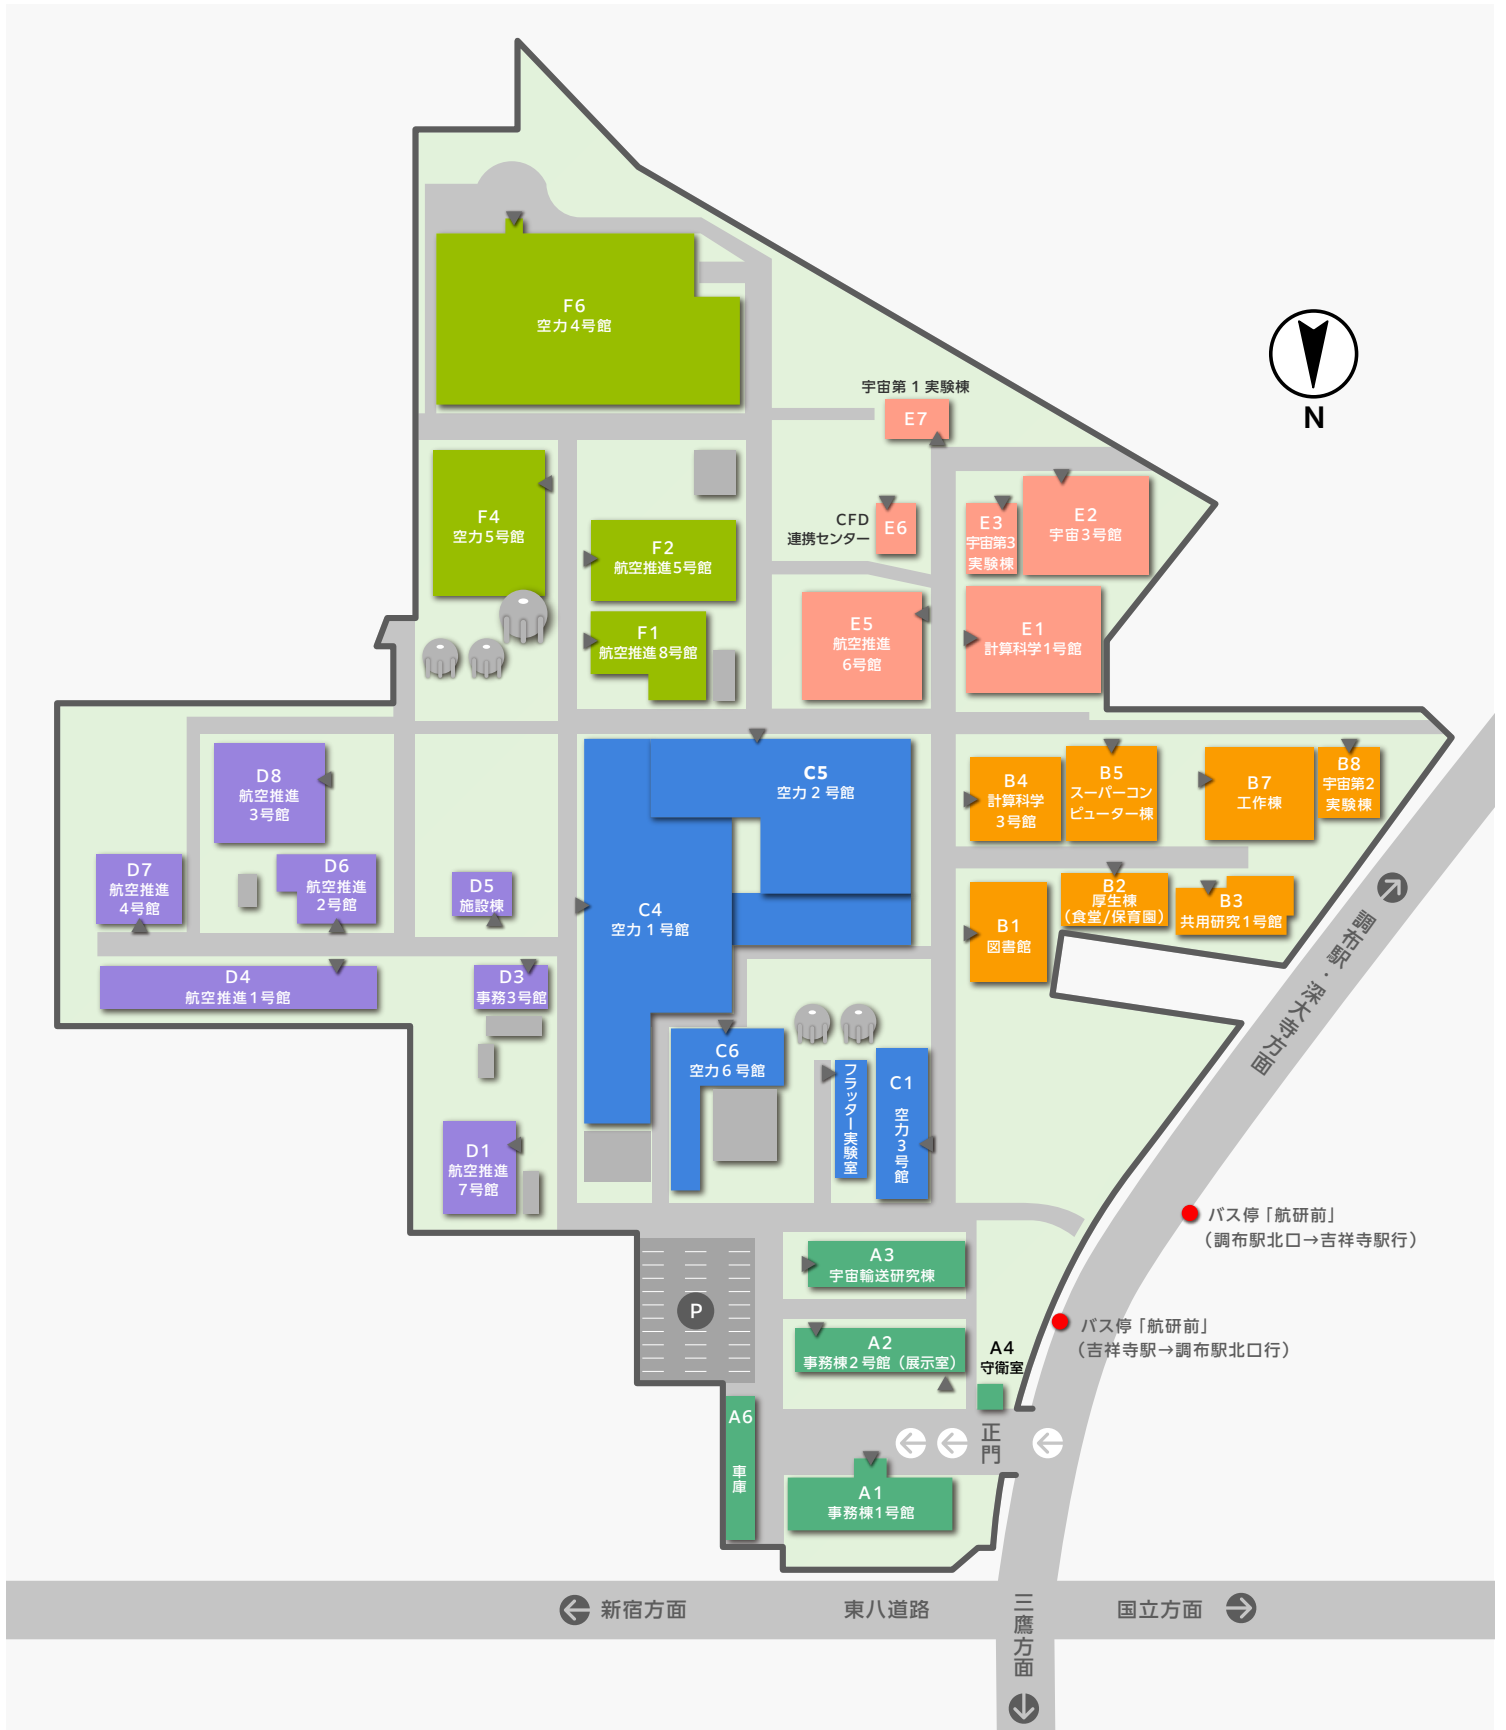 F6
空力4号館
宇宙第1実験棟
E7
N
F4
空力5号館
F2
航空推進5号館
CFD
連携センター
E6
E3
宇宙第3
実験棟
E2
宇宙3号館
F1
航空推進8号館
E5
航空推進
6号館
E1
計算科学1号館
D8
航空推進
3号館
C5
空力2号館
B4
計算科学
3号館
B5
スーパーコン
ピューター棟
B7
工作棟
B8
宇宙第2
実験棟
D7
航空推進
4号館
D6
航空推進
2号館
D5
施設棟
C4
空力1号館
B1
図書館
B2
厚生棟
(食堂/保育園)
B3
共用研究1号館
調布駅・深大寺方面
D4
航空推進1号館
D3
事務3号館
C6
空力6号館
フラッター実験室
C1
空力3号館
D1
航空推進
7号館
バス停「航研前」
(調布駅北口→吉祥寺駅行)
A3
宇宙輸送研究棟
P
バス停「航研前」
(吉祥寺駅→調布駅北口行)
A2
事務棟2号館(展示室)
A4
守衛室
A6
車庫
正門
A1
事務棟1号館
新宿方面
東八道路
三鷹方面
国立方面